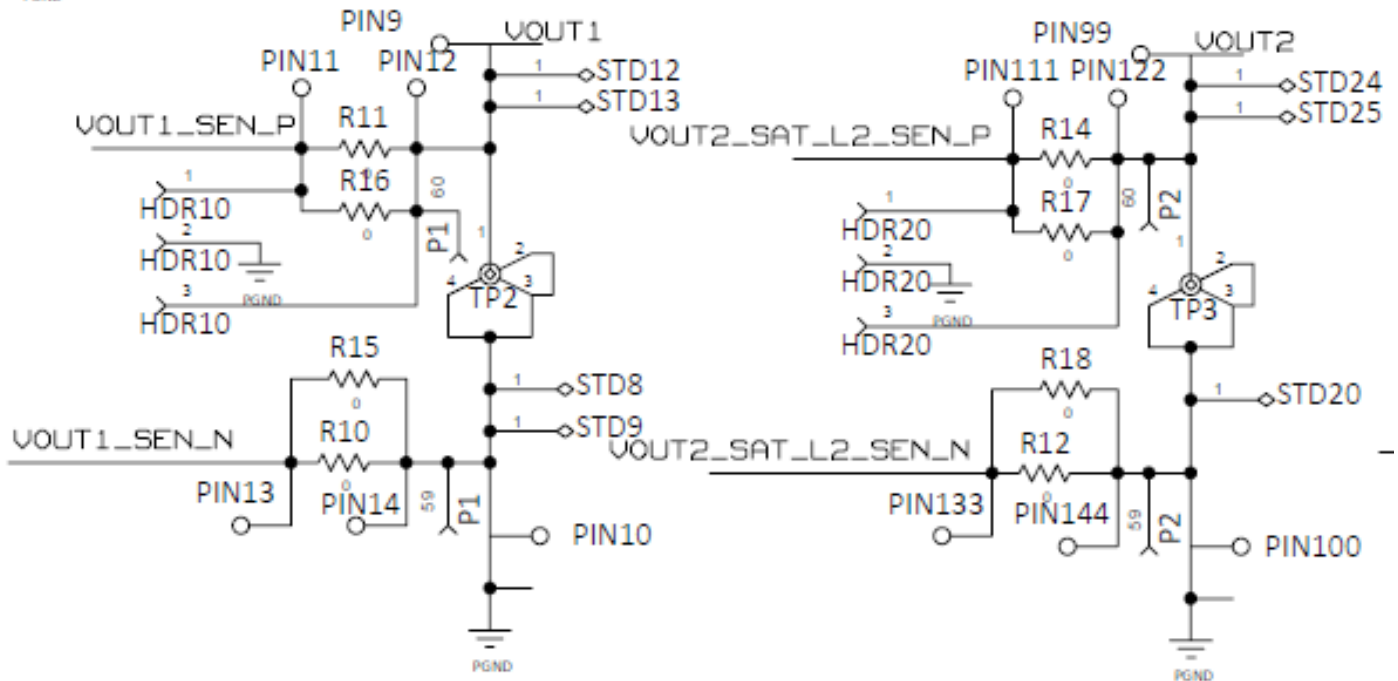 PGND
PIN9
VOUT1
PIN11
PIN12
1
STD12
1
STD13
VOUT1_SEN_P
R11
0
R16
0
1
HDR10
2
HDR10
PGND
3
HDR10
60
P1
1
2
4
3
TP2
R15
0
1
STD8
1
STD9
VOUT1_SEN_N
R10
0
PIN13
PIN14
59
P1
PIN10
PGND
PIN99
VOUT2
PIN111
PIN122
1
STD24
1
STD25
VOUT2_SAT_L2_SEN_P
R14
0
R17
0
1
HDR20
2
HDR20
PGND
3
HDR20
60
P2
1
2
4
3
TP3
R18
0
1
STD20
VOUT2_SAT_L2_SEN_N
R12
0
PIN133
PIN144
59
P2
PIN100
PGND